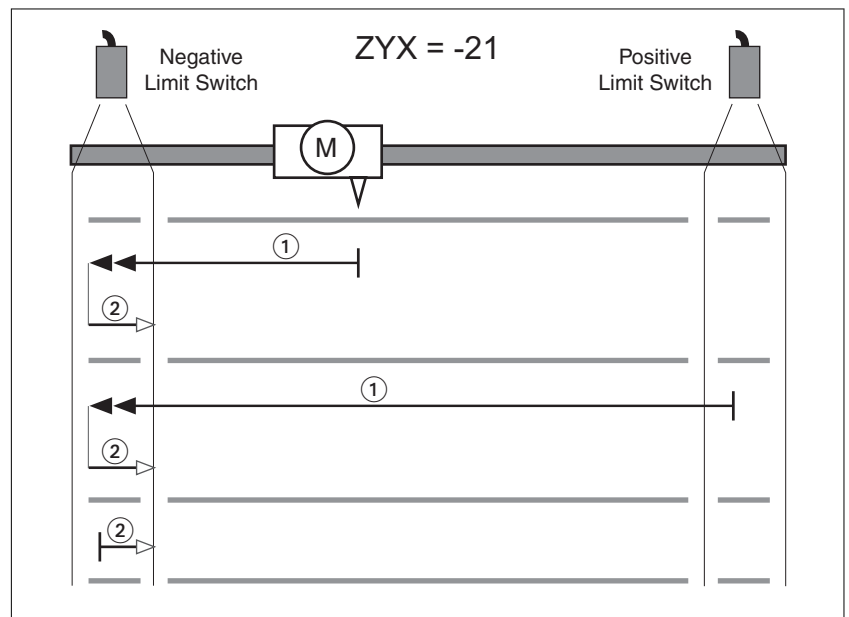 Negative
Limit Switch
ZYX = -21
Positive
Limit Switch
M
1
2
1
2
2